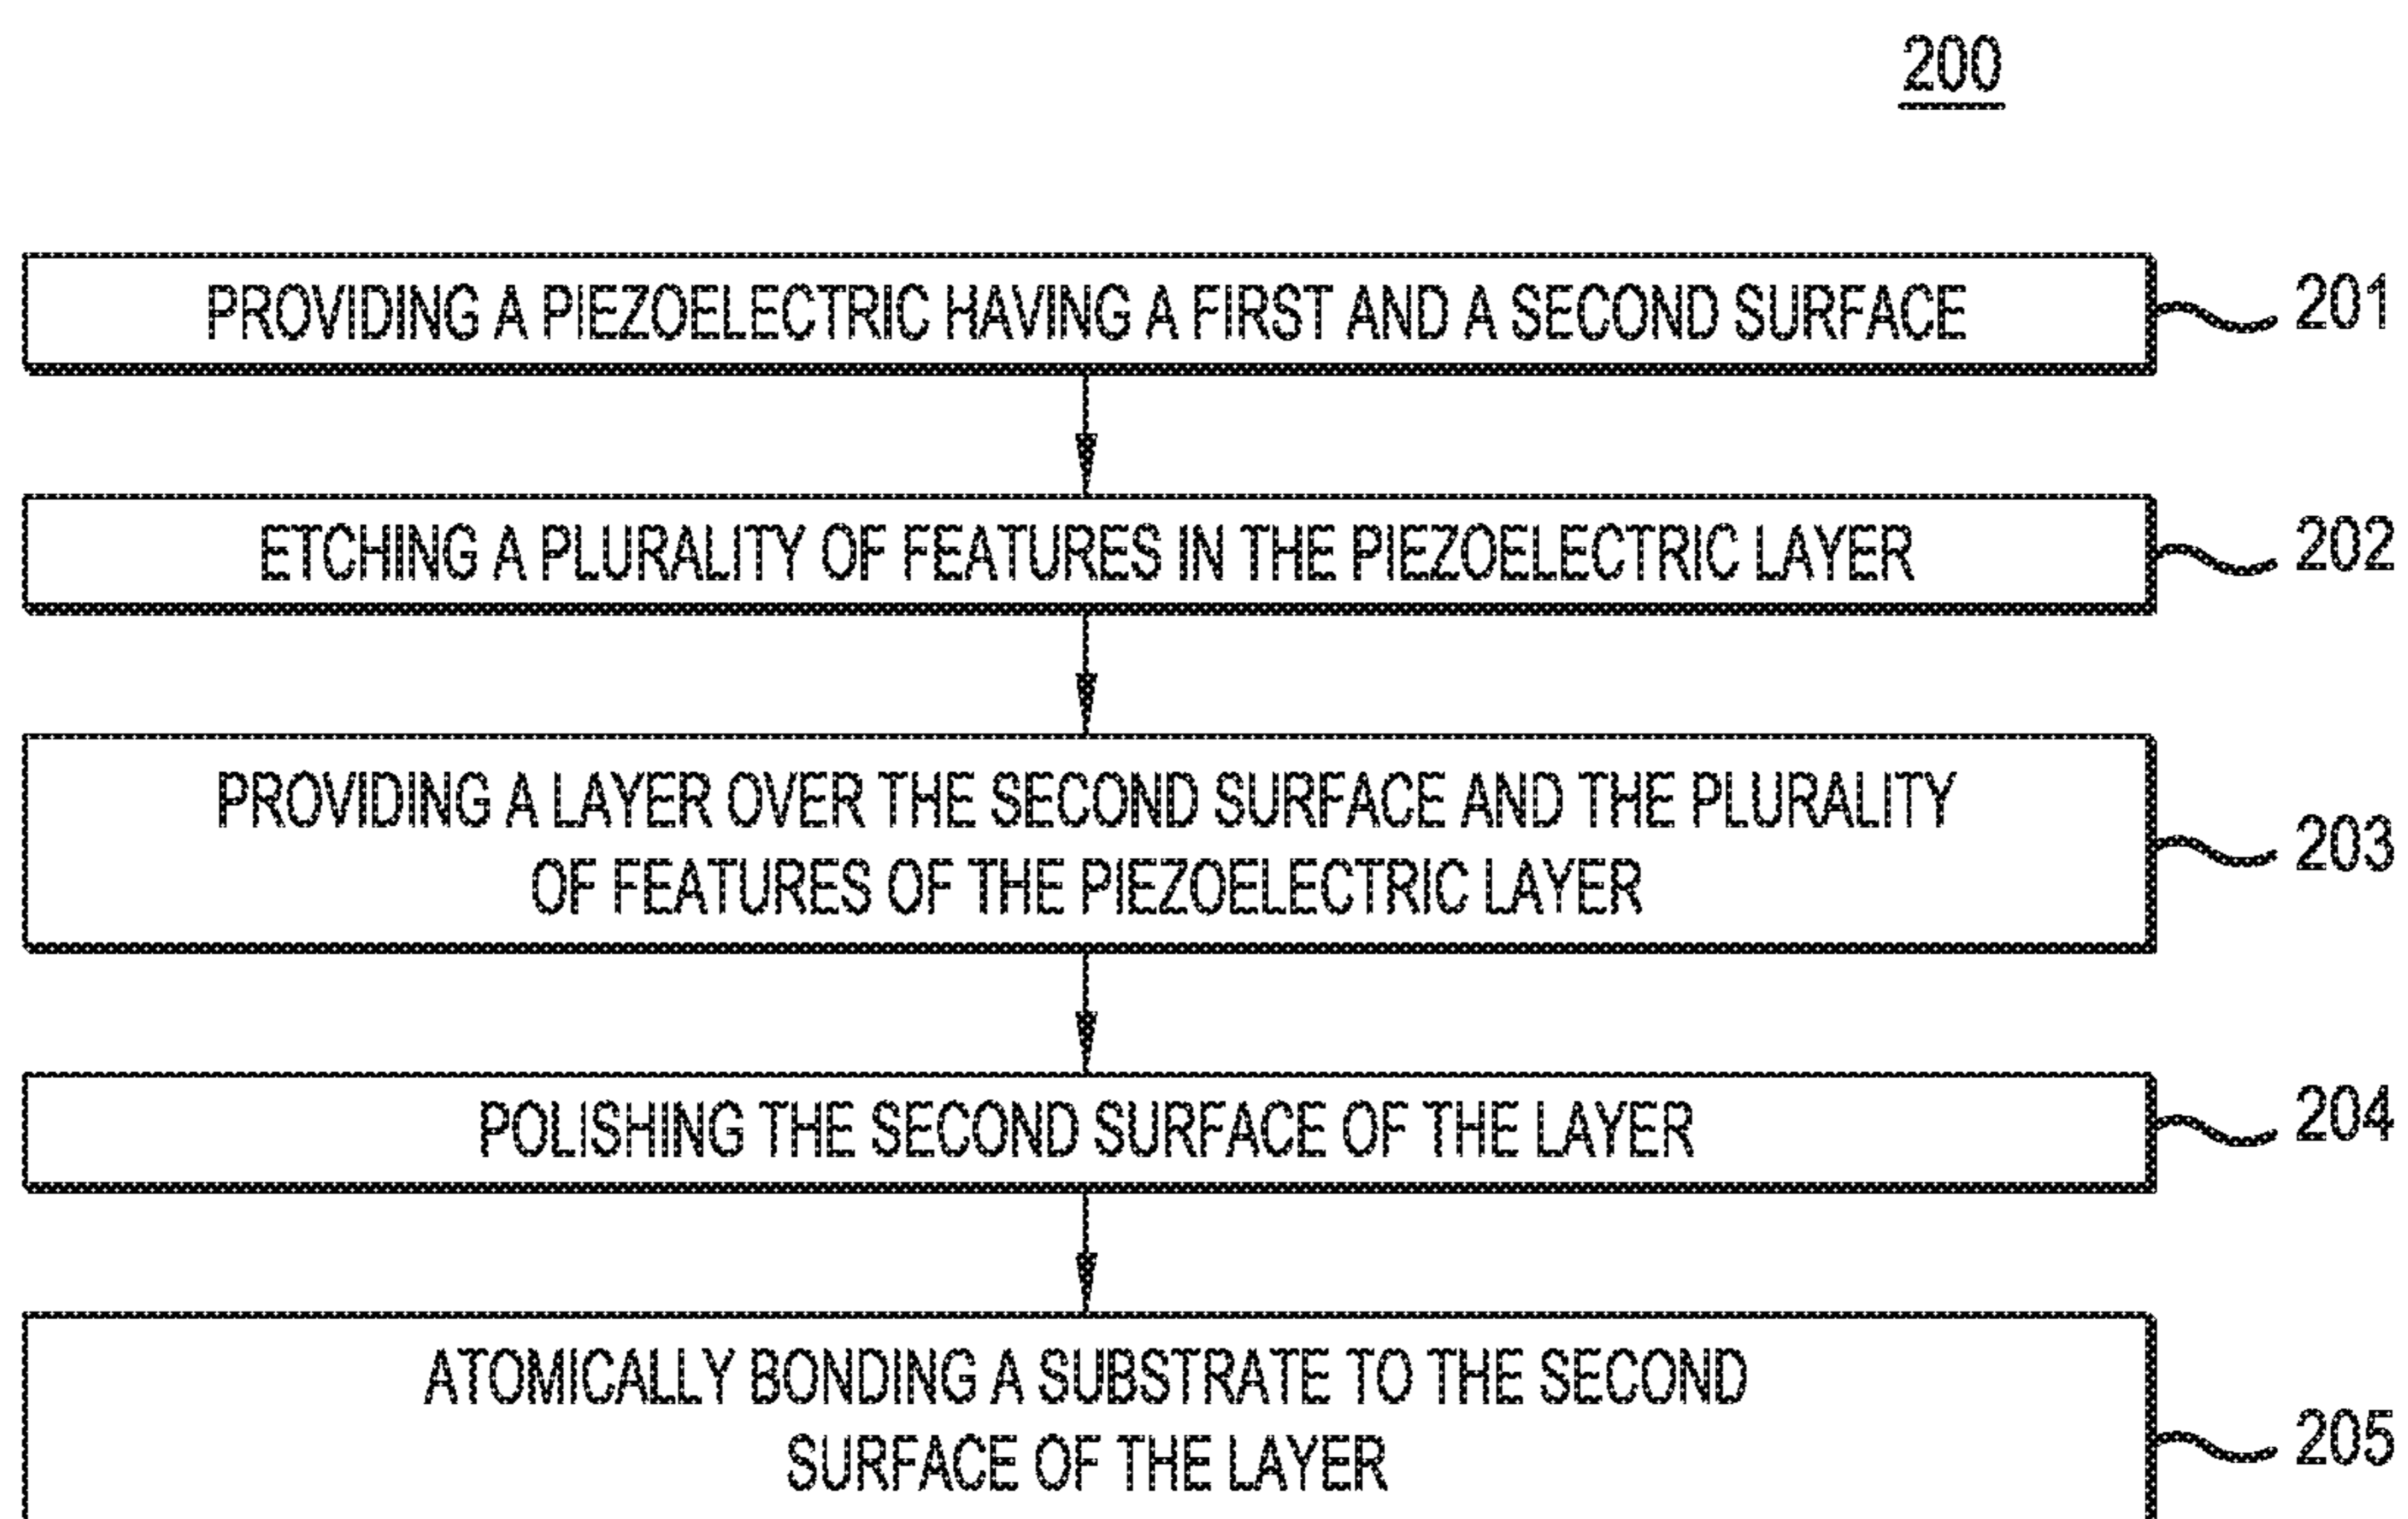 200
PROVIDING A PIEZOELECTRIC HAVING A FIRST AND A SECOND SURFACE
201
ETCHING A PLURALITY OF FEATURES IN THE PIEZOELECTRIC LAYER
202
PROVIDING A LAYER OVER THE SECOND SURFACE AND THE PLURALITY
OF FEATURES OF THE PIEZOELECTRIC LAYER
203
POLISHING THE SECOND SURFACE OF THE LAYER
204
ATOMICALLY BONDING A SUBSTRATE TO THE SECOND
SURFACE OF THE LAYER
205